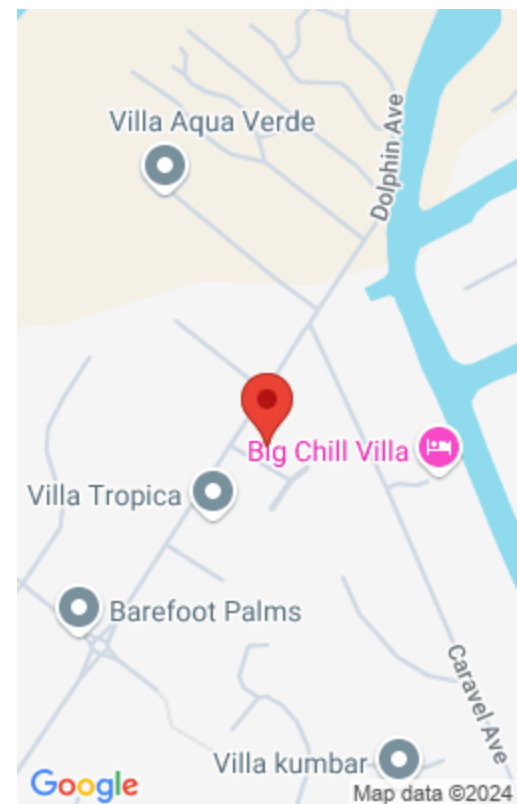 Villa Aqua Verde
Dolphin Ave
Big Chill Villa
Villa Tropica
Barefoot Palms
Caravel Ave
Villa kumbar
Google
Map data ©2024